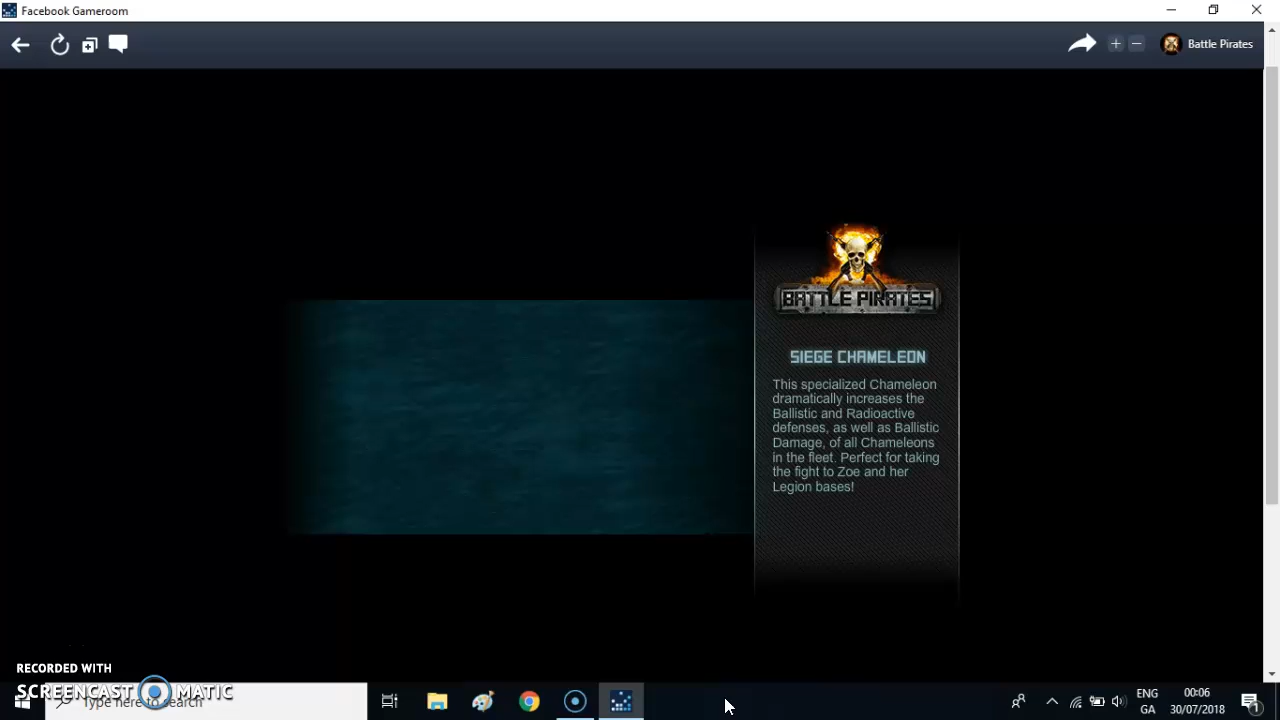 Facebook Gameroom
Battle Pirates
BATTLE PIRATES
SIEGE CHAMELEON
This specialized Chameleon
dramatically increases the
Ballistic and Radioactive
defenses, as well as Ballistic
Damage, of all Chameleons
in the fleet. Perfect for taking
the fight to Zoe and her
Legion bases!
RECORDED WITH
SCREENCAST MATIC
Type here to search
ENG
GA
00:06
30/07/2018
1